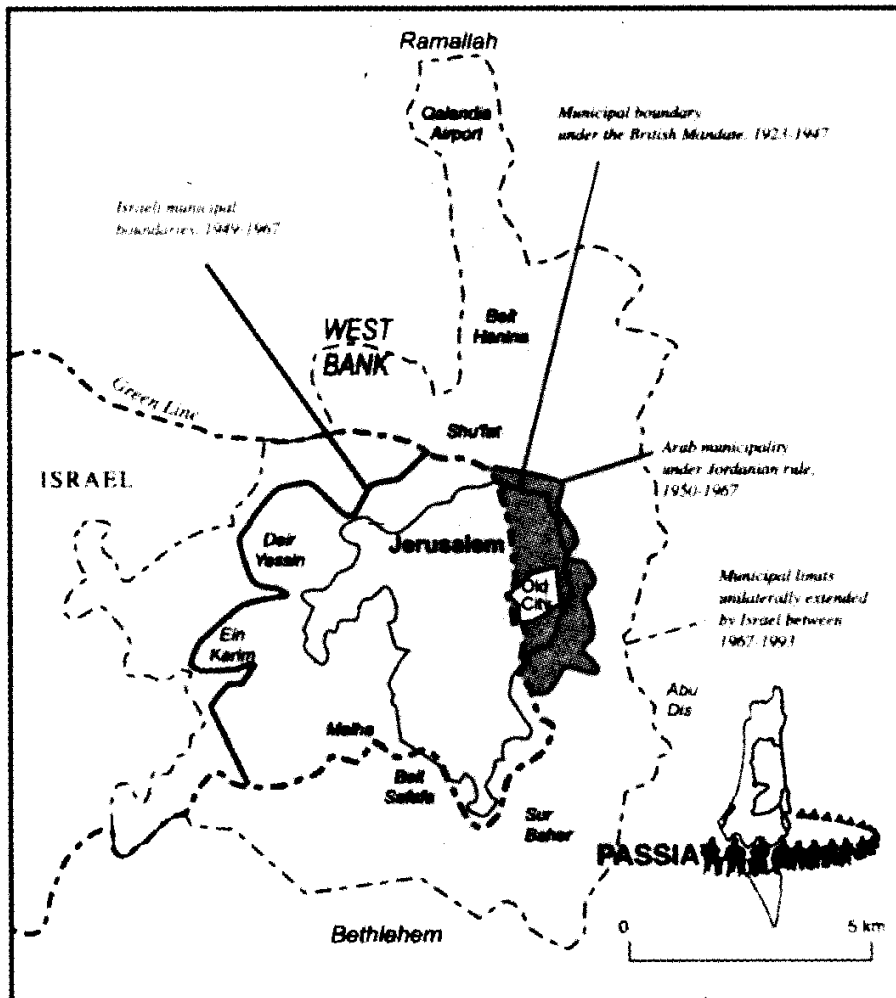 Ramallah
Qalandia
Airport
Municipal boundary
under the British Mandate, 1923-1947
Israeli municipal
boundaries, 1949-1967
Beit
Hanina
WEST
BANK
Green Line
Shu'fat
Arab municipality
under Jordanian rule,
1950-1967
ISRAEL
Deir
Yassin
Jerusalem
Old
City
Municipal limits
unilaterally extended
by Israel between
1967-1993
Ein
Karim
Abu
Dis
Malha
Beit
Safafa
Sur
Baher
PASSIA
0
5 km
Bethlehem